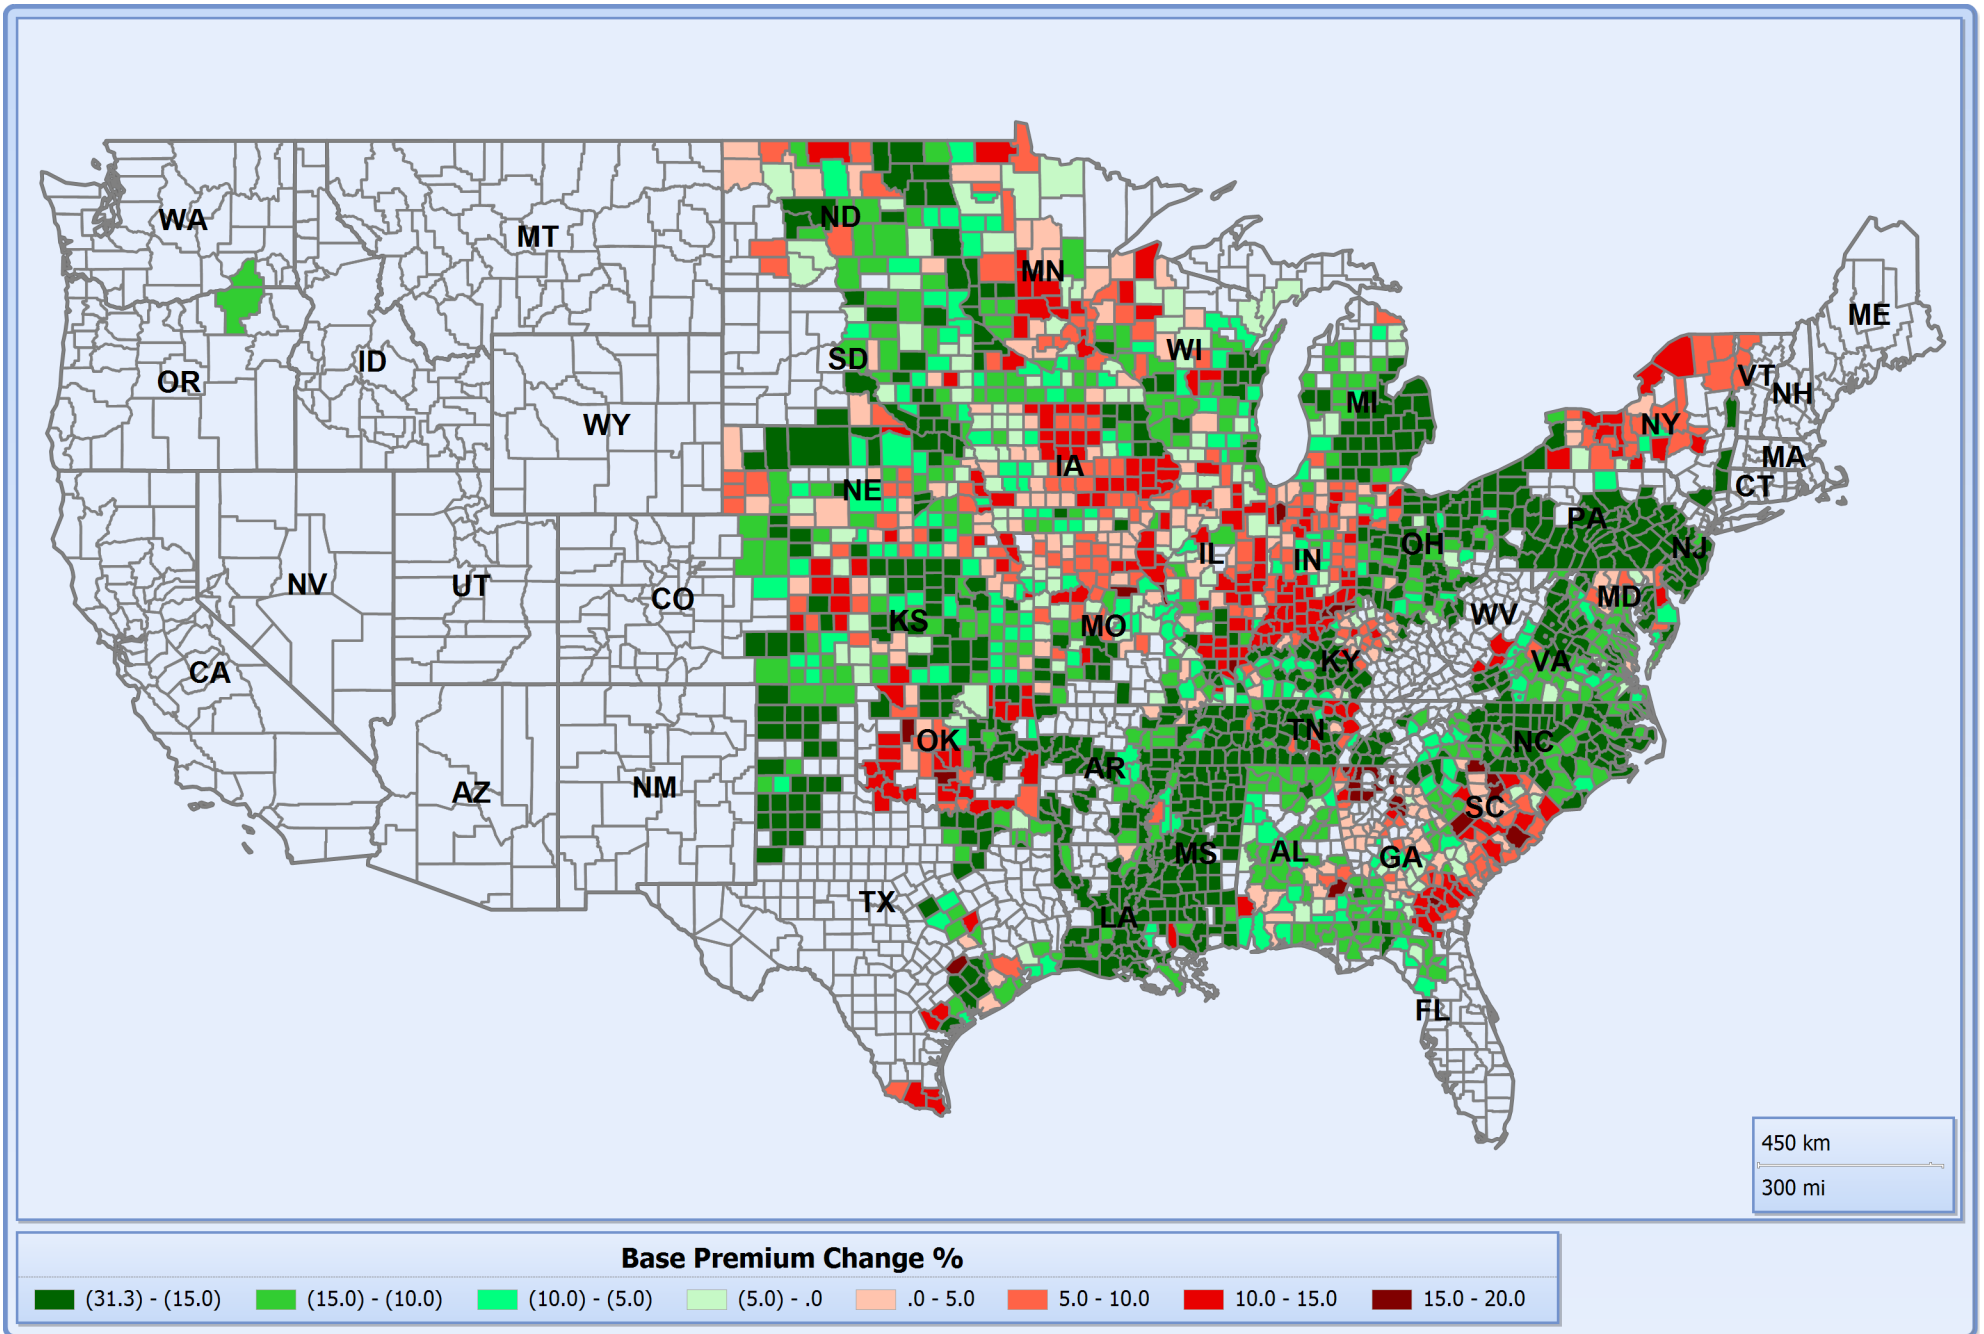 WA
MT
ND
MN
ME
OR
ID
SD
WI
VT
NH
MI
NY
WY
IA
MA
CT
NE
PA
NV
UT
CO
IL
IN
OH
NJ
KS
MO
WV
MD
CA
KY
VA
AZ
NM
OK
AR
TN
NC
SC
TX
LA
MS
AL
GA
FL
450 km
300 mi
Base Premium Change %
(31.3) - (15.0) (15.0) - (10.0) (10.0) - (5.0) (5.0) - .0 .0 - 5.0 5.0 - 10.0 10.0 - 15.0 15.0 - 20.0